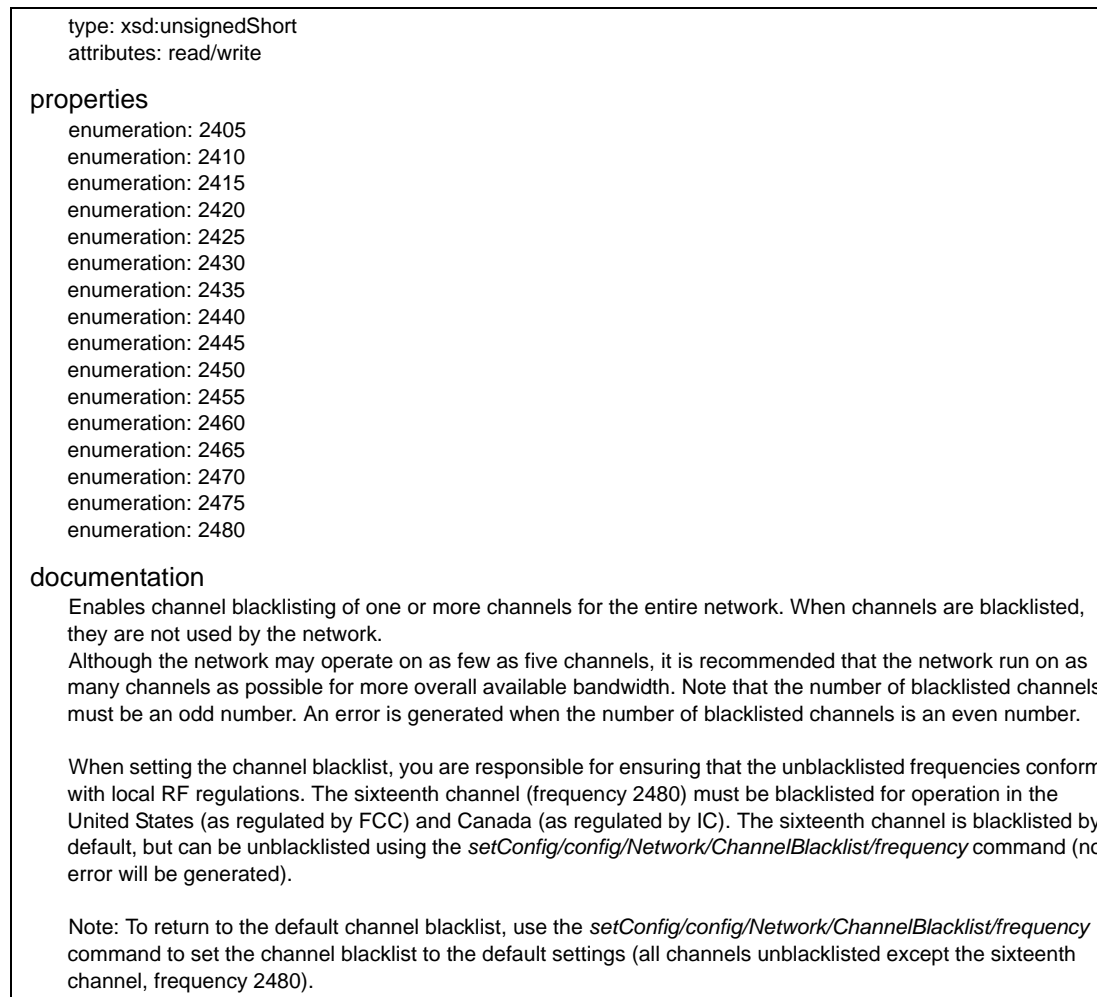 type: xsd:unsignedShort
attributes: read/write
properties
enumeration: 2405
enumeration: 2410
enumeration: 2415
enumeration: 2420
enumeration: 2425
enumeration: 2430
enumeration: 2435
enumeration: 2440
enumeration: 2445
enumeration: 2450
enumeration: 2455
enumeration: 2460
enumeration: 2465
enumeration: 2470
enumeration: 2475
enumeration: 2480
documentation
Enables channel blacklisting of one or more channels for the entire network. When channels are blacklisted,
they are not used by the network.
Although the network may operate on as few as five channels, it is recommended that the network run on as
many channels as possible for more overall available bandwidth. Note that the number of blacklisted channels
must be an odd number. An error is generated when the number of blacklisted channels is an even number.
When setting the channel blacklist, you are responsible for ensuring that the unblacklisted frequencies conform
with local RF regulations. The sixteenth channel (frequency 2480) must be blacklisted for operation in the
United States (as regulated by FCC) and Canada (as regulated by IC). The sixteenth channel is blacklisted by
default, but can be unblacklisted using the setConfig/config/Network/ChannelBlacklist/frequency command (no
error will be generated).
Note: To return to the default channel blacklist, use the setConfig/config/Network/ChannelBlacklist/frequency
command to set the channel blacklist to the default settings (all channels unblacklisted except the sixteenth
channel, frequency 2480).